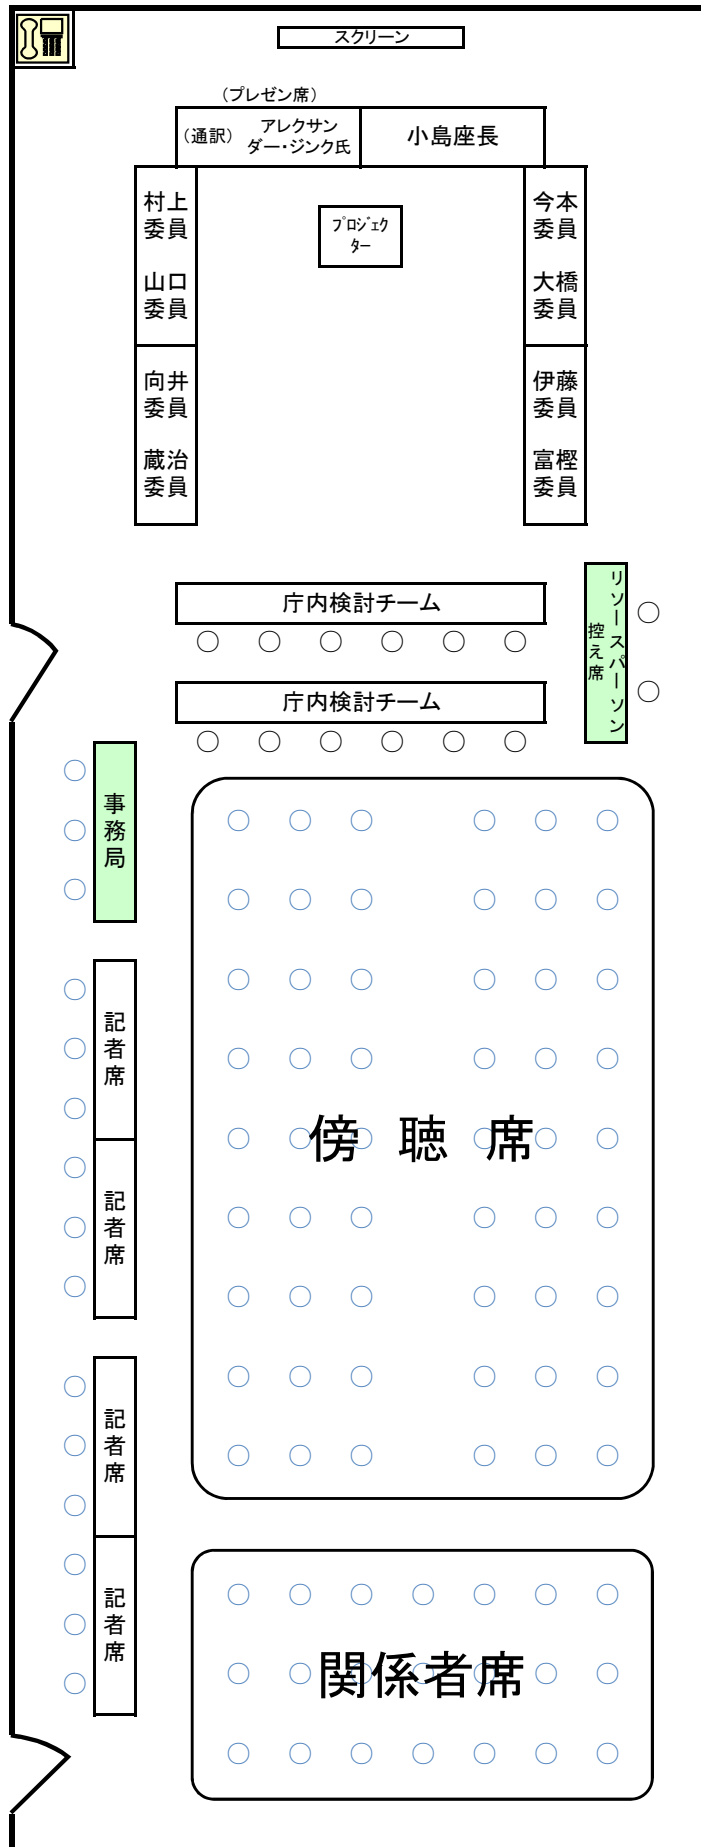 スクリーン
（プレゼン席）
（通訳）
アレクサン
ダー・ジンク氏
小島座長
村上
委員
山口
委員
向井
委員
蔵治
委員
プロジェク
ター
今本
委員
大橋
委員
伊藤
委員
富樫
委員
庁内検討チーム
庁内検討チーム
リソースパーソン
控え席
事務局
記者席
記者席
記者席
記者席
傍聴席
関係者席